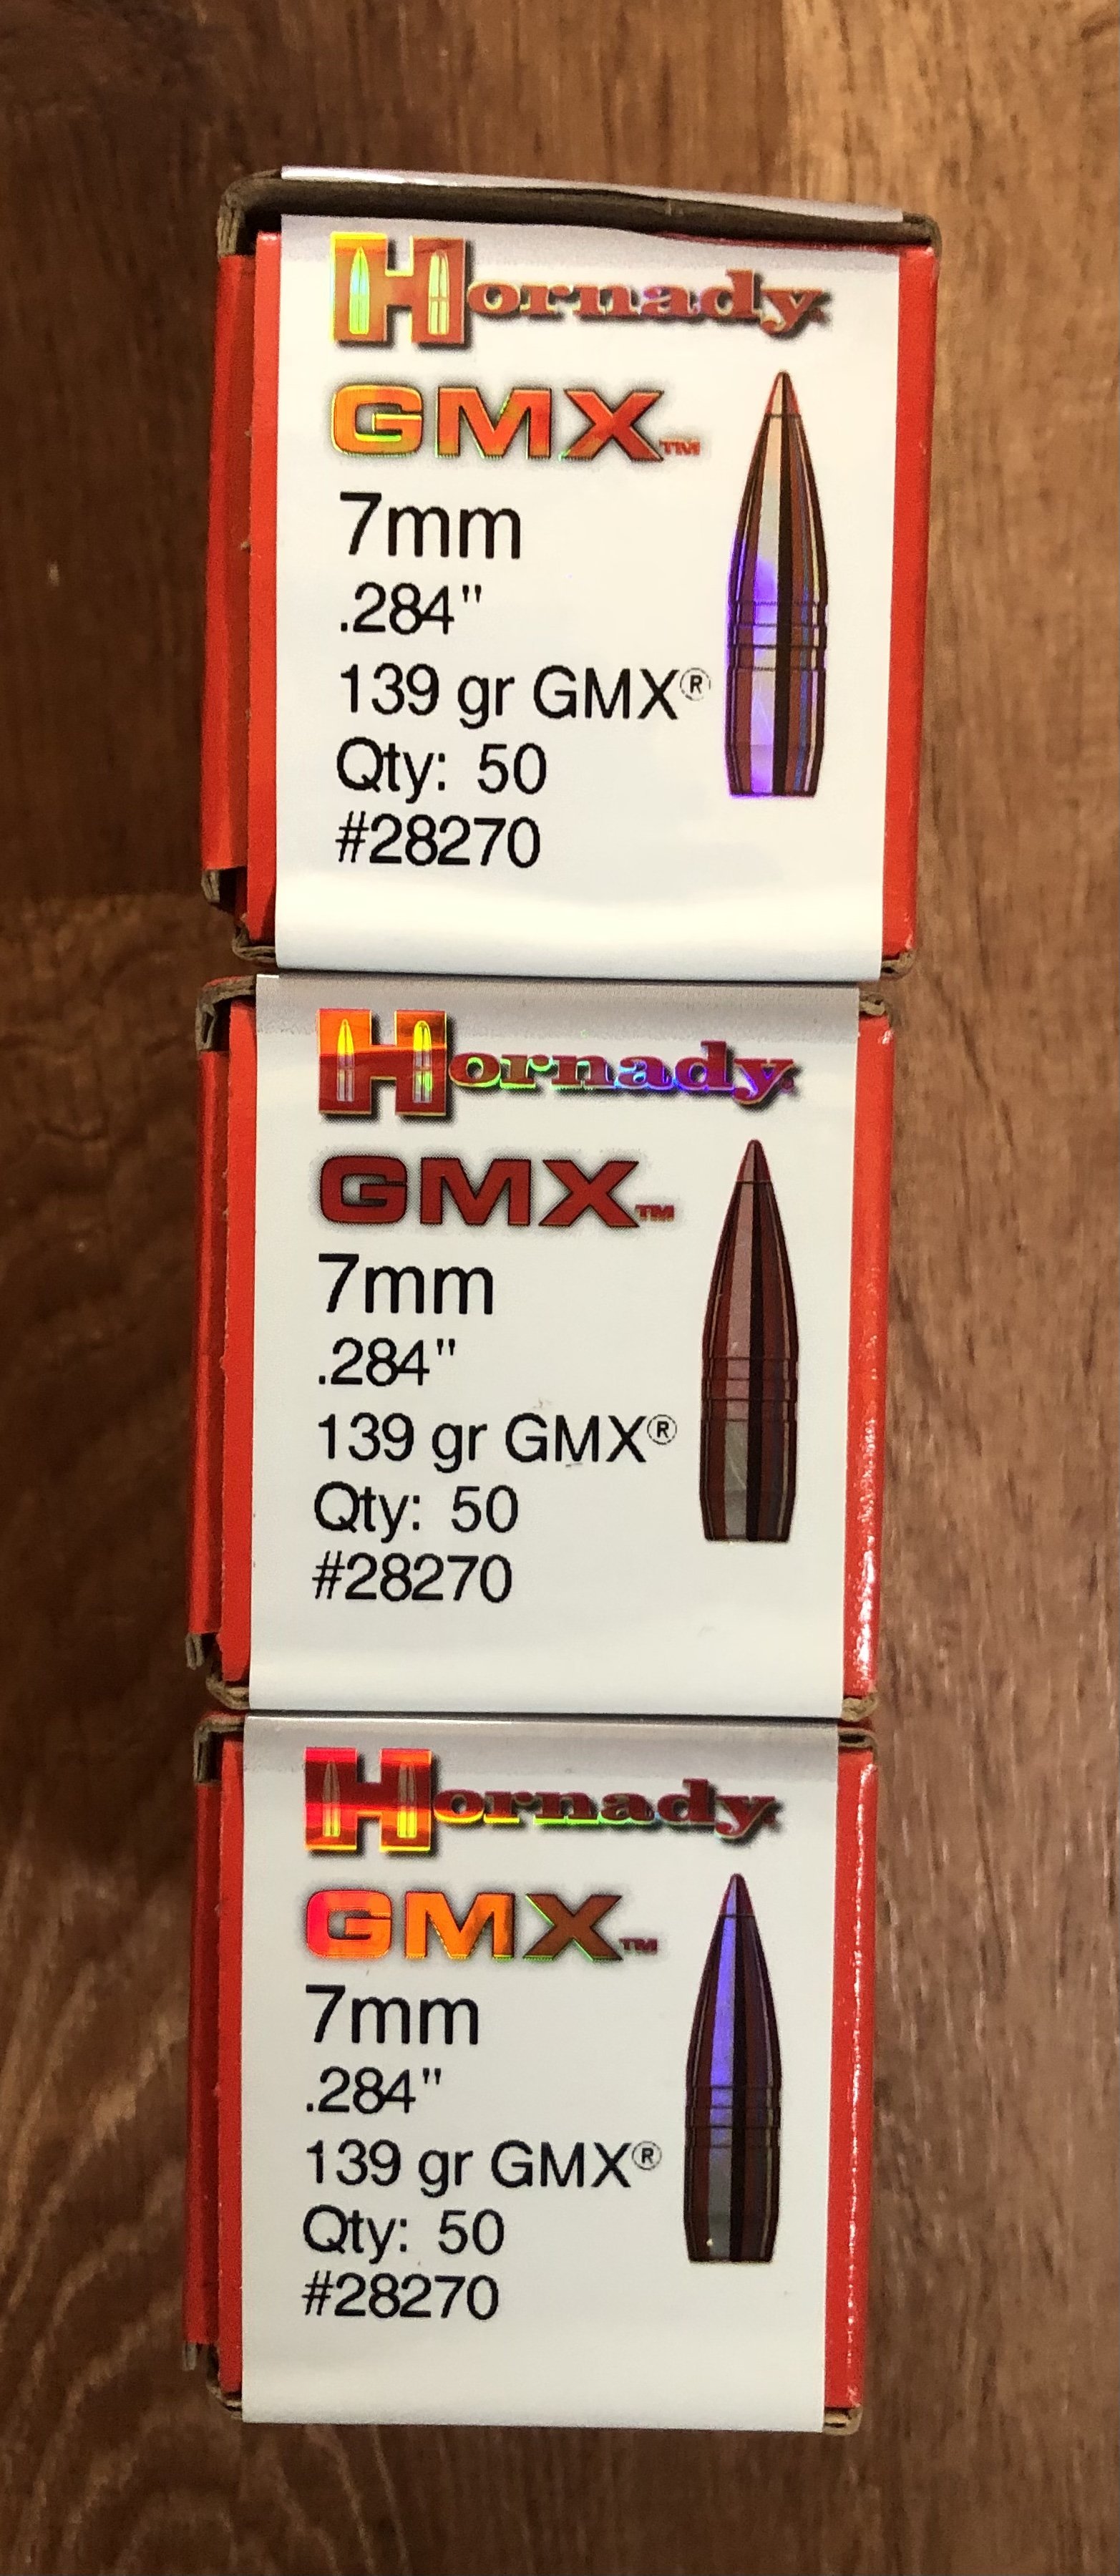 Hornady
GMX™
7mm
.284"
139 gr GMX®
Qty: 50
#28270
Hornady
GMX™
7mm
.284"
139 gr GMX®
Qty: 50
#28270
Hornady
GMX™
7mm
.284"
139 gr GMX®
Qty: 50
#28270